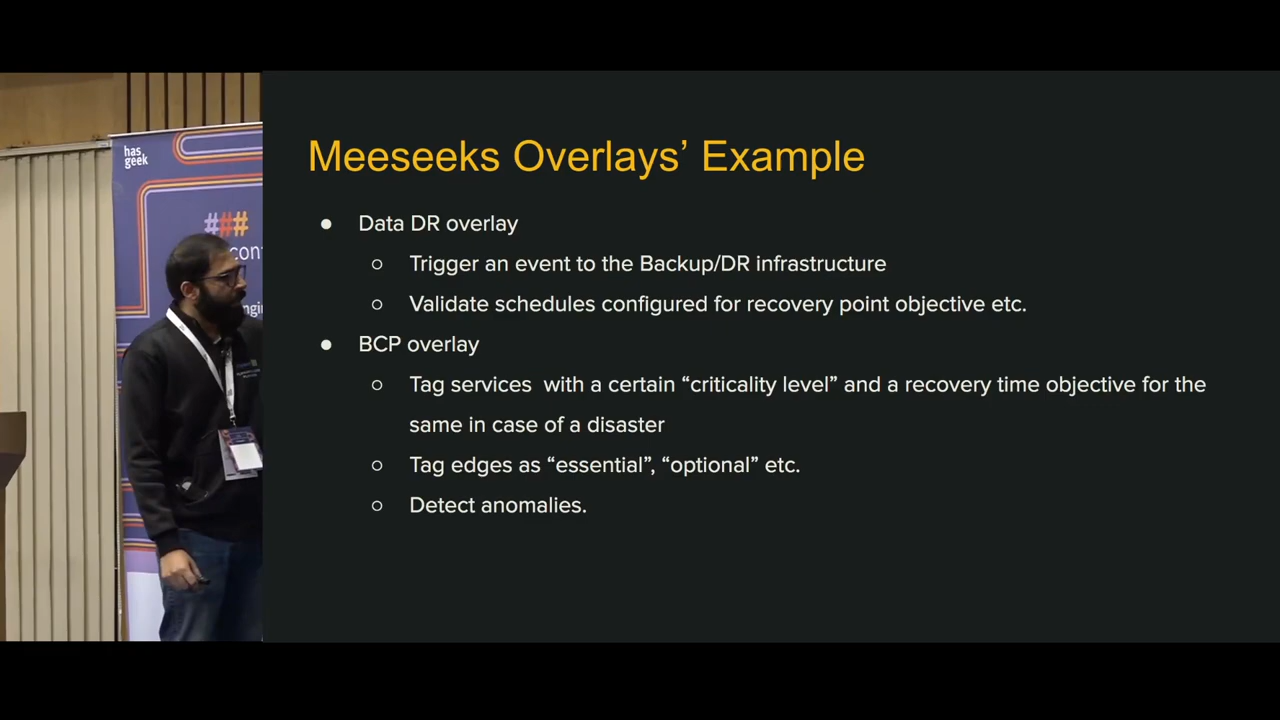 has
geek
###
con
ngi
Meeseeks Overlays’ Example
● Data DR overlay
○ Trigger an event to the Backup/DR infrastructure
○ Validate schedules configured for recovery point objective etc.
● BCP overlay
○ Tag services  with a certain “criticality level” and a recovery time objective for the
same in case of a disaster
○ Tag edges as “essential”, “optional” etc.
○ Detect anomalies.